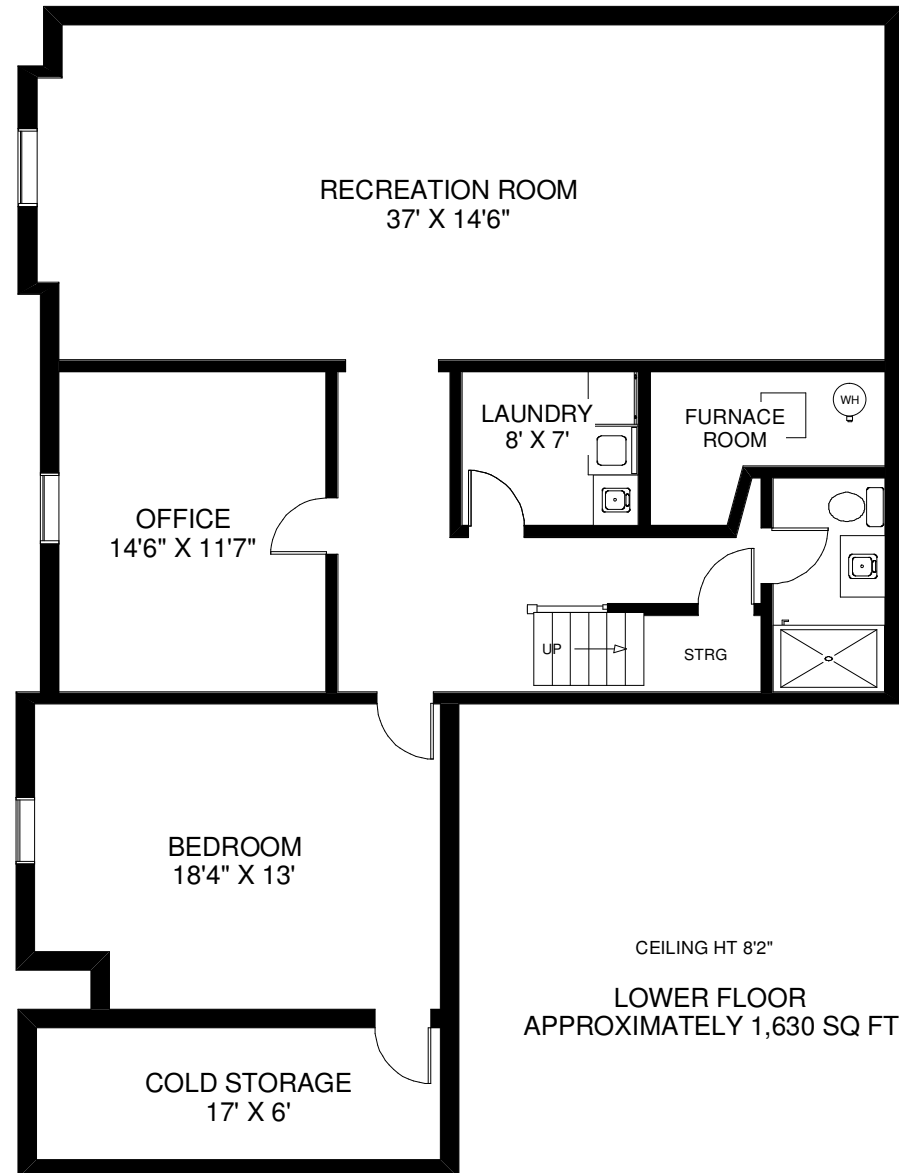 RECREATION ROOM
37' X 14'6"
LAUNDRY
8' X 7'
FURNACE
ROOM
WH
OFFICE
14'6" X 11'7"
UP
STRG
BEDROOM
18'4" X 13'
CEILING HT 8'2"
LOWER FLOOR
APPROXIMATELY 1,630 SQ FT
COLD STORAGE
17' X 6'